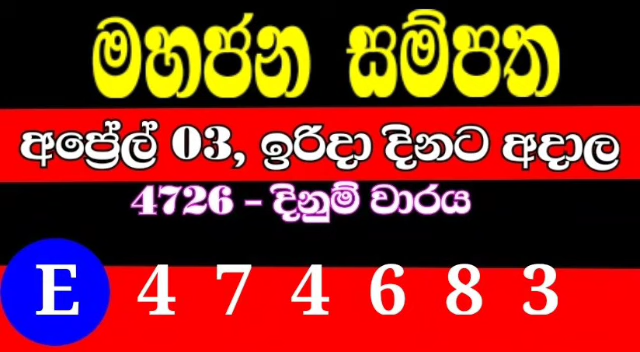 මහජන සම්පත
අප්‍රේල් 03, ඉරිදා දිනට අදාල
4726 - දිනුම් වාරය
E 4 7 4 6 8 3